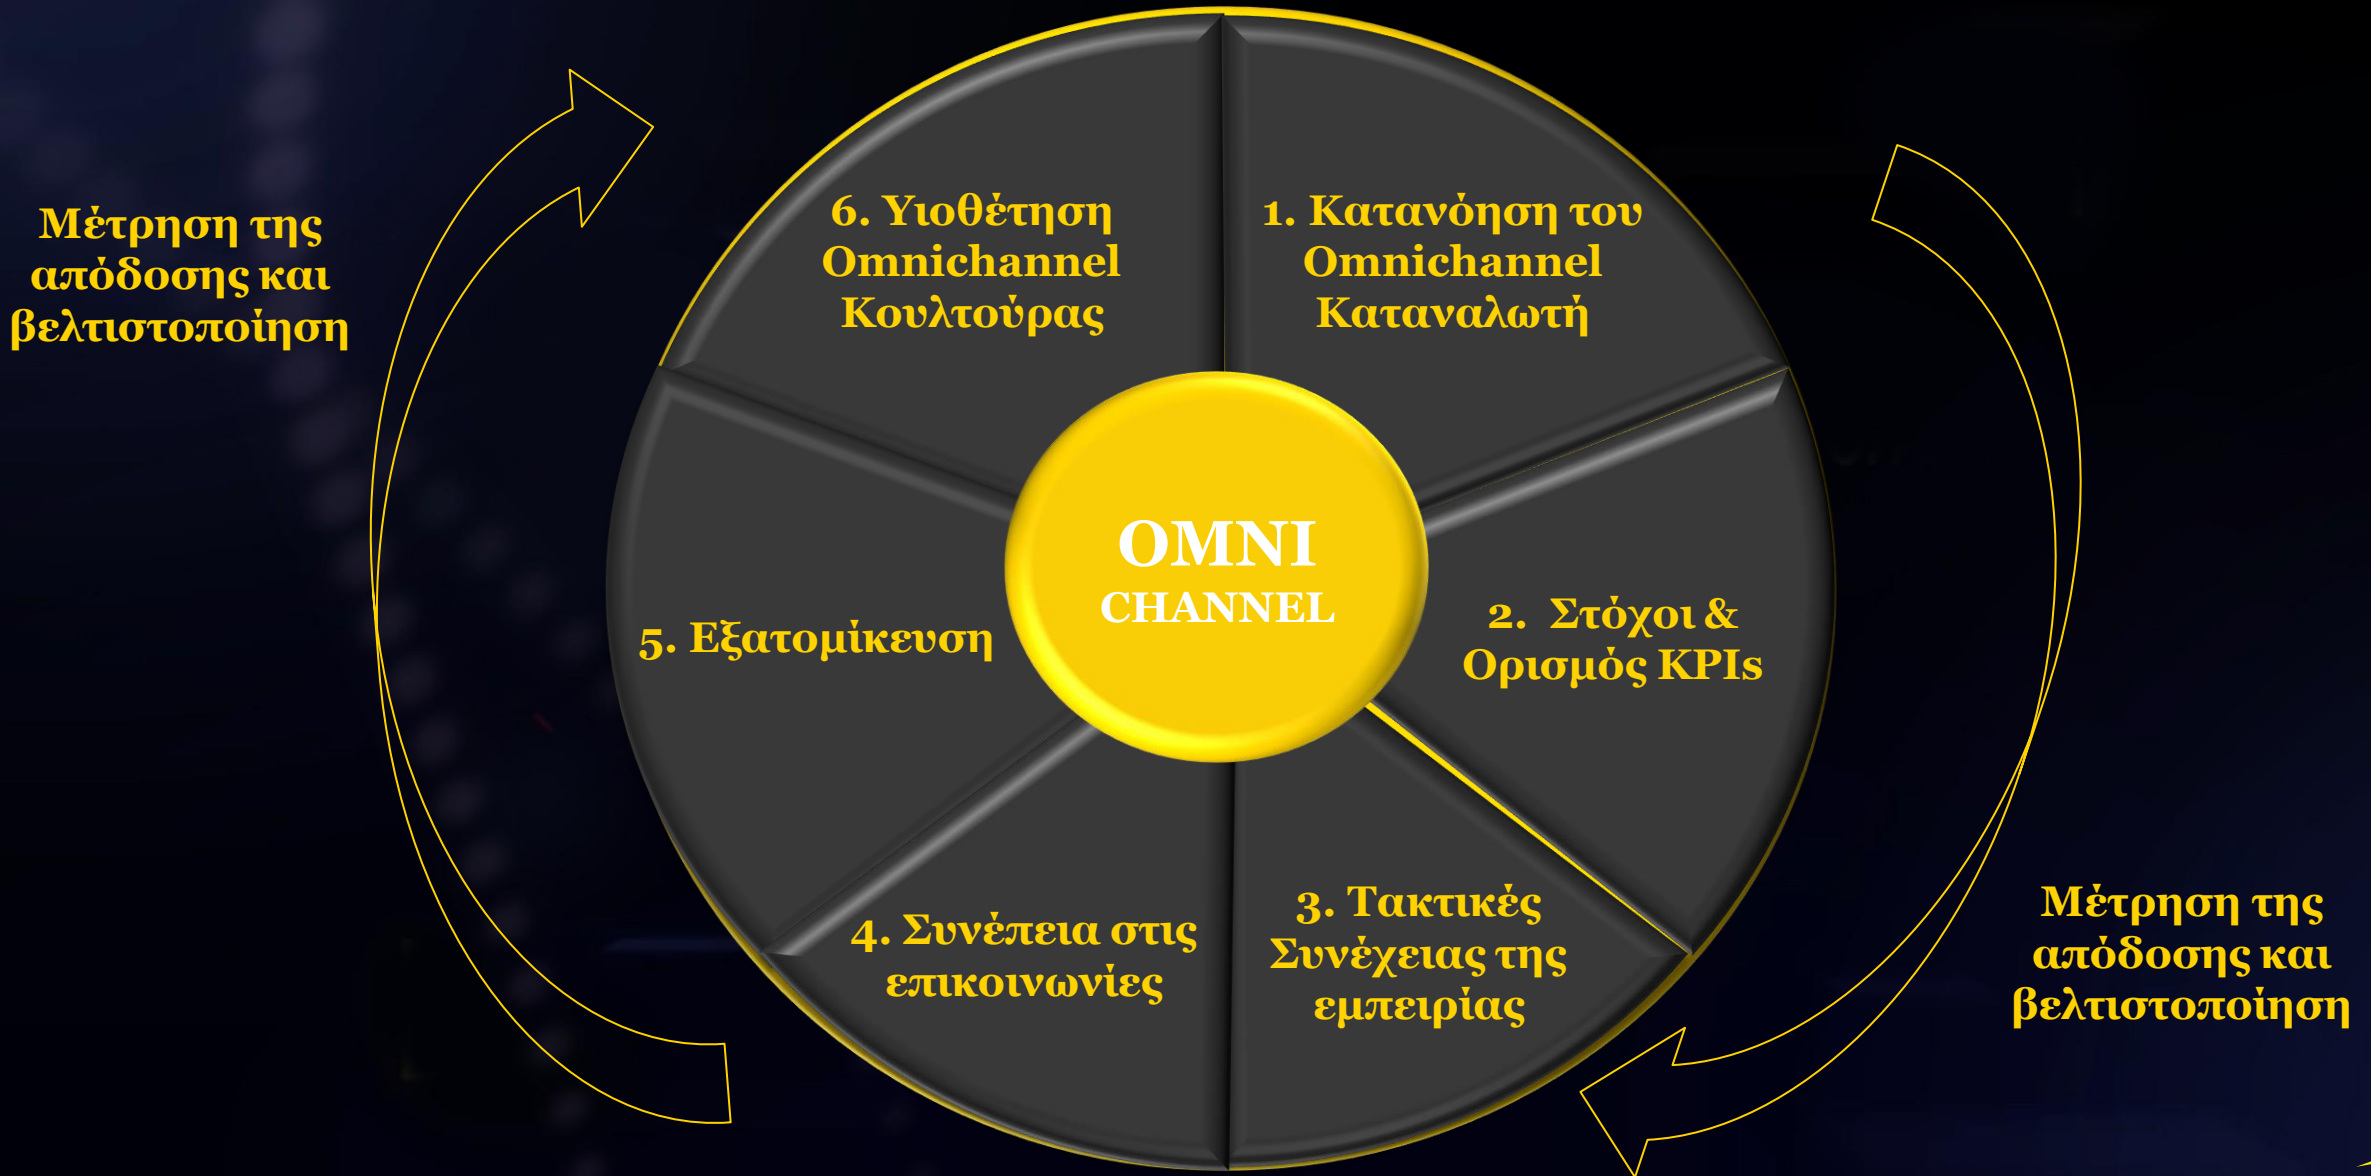 Μέτρηση της
απόδοσης και
βελτιστοποίηση
6. Υιοθέτηση
Omnichannel
Κουλτούρας
1. Κατανόηση του
Omnichannel
Καταναλωτή
OMNI
CHANNEL
2. Στόχοι &
Ορισμός KPIs
3. Τακτικές
Συνέχειας της
εμπειρίας
4. Συνέπεια στις
επικοινωνίες
5. Εξατομίκευση
Μέτρηση της
απόδοσης και
βελτιστοποίηση